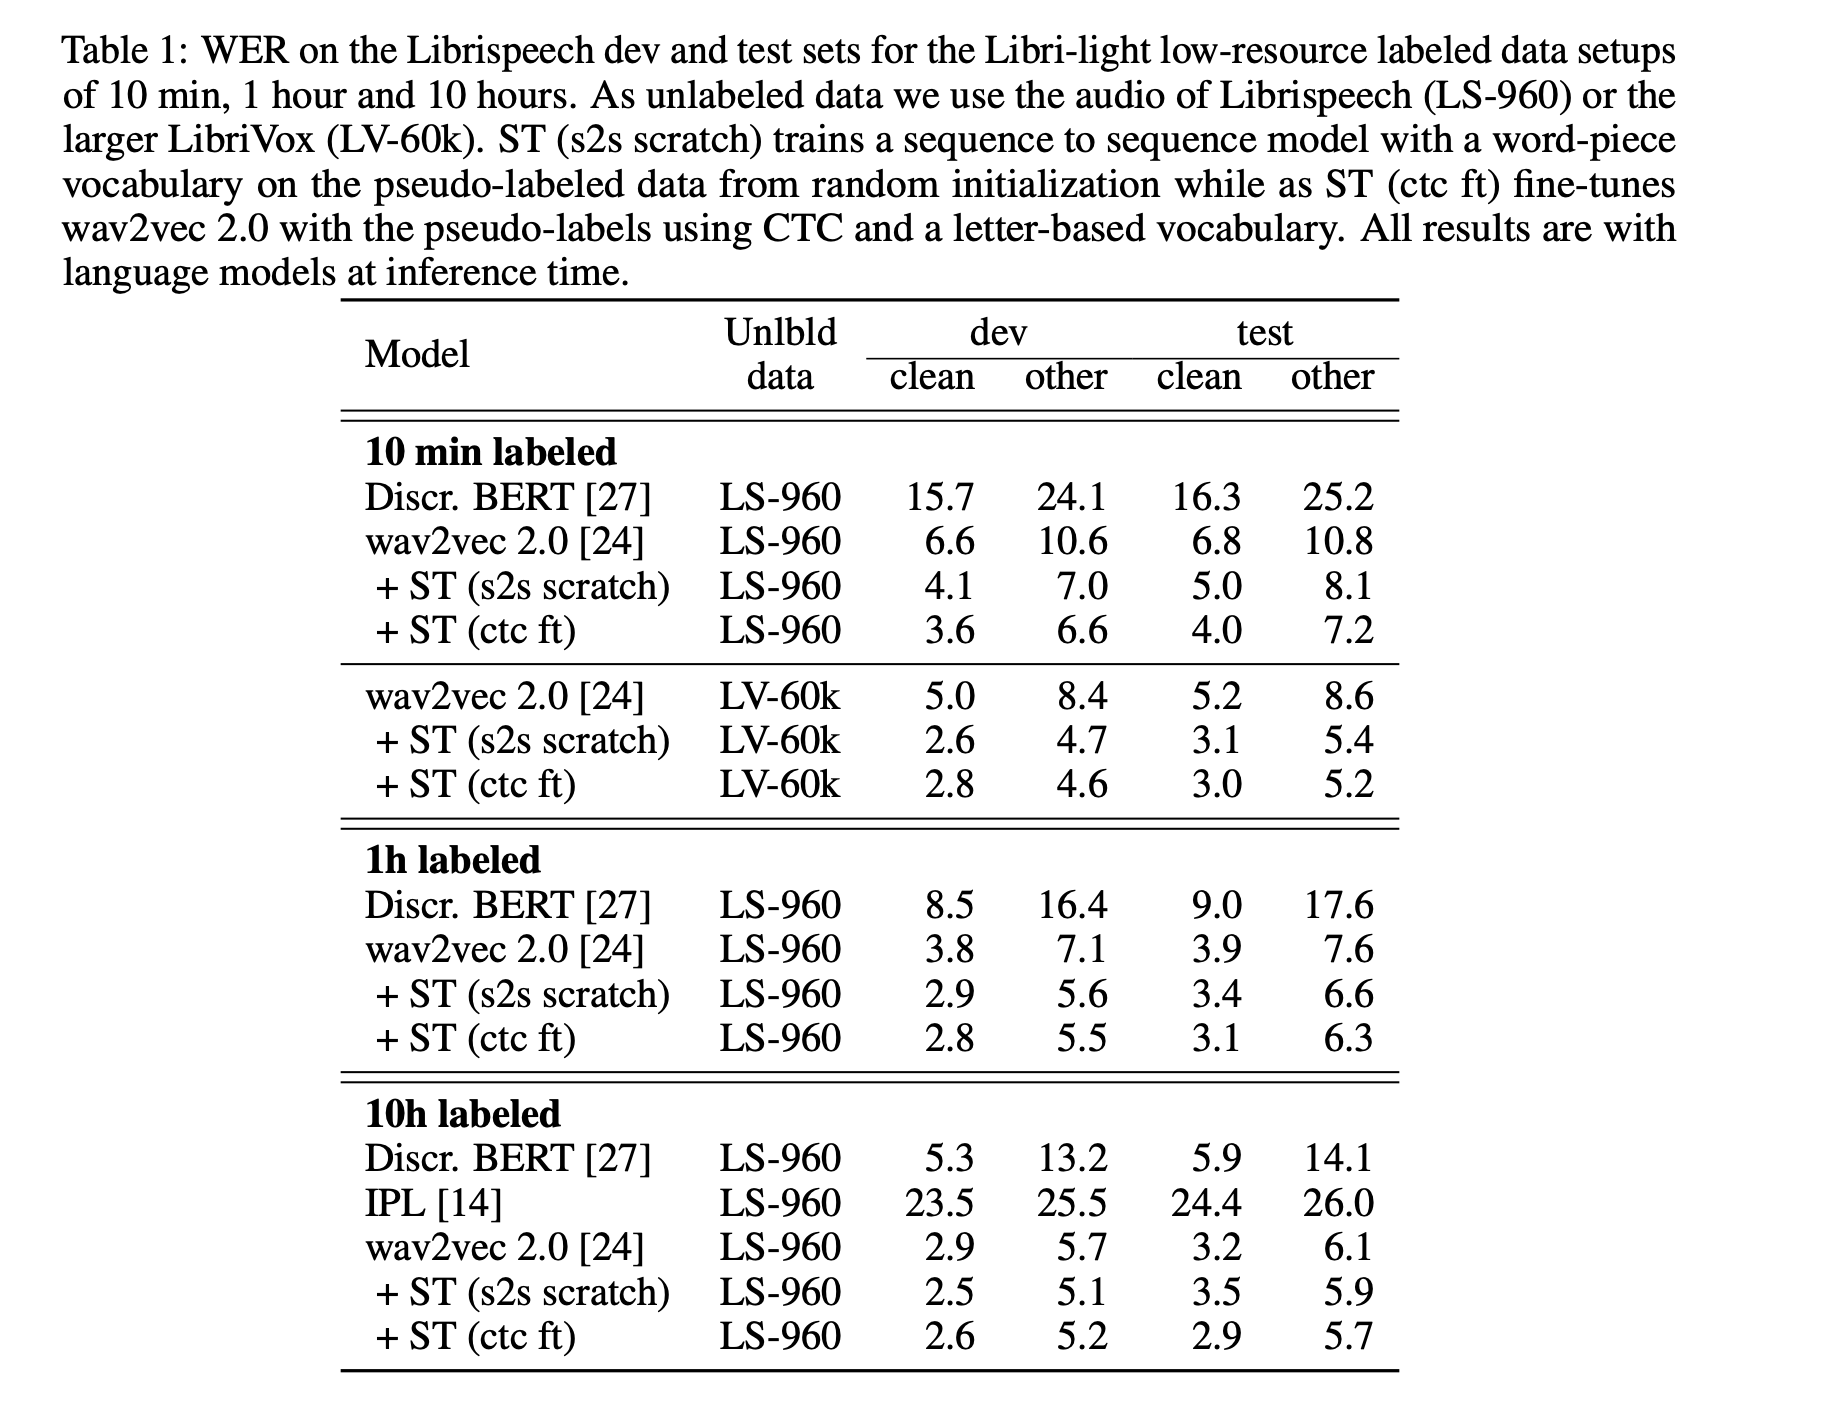 Table 1: WER on the Librispeech dev and test sets for the Libri-light low-resource labeled data setups
of 10 min, 1 hour and 10 hours. As unlabeled data we use the audio of Librispeech (LS-960) or the
larger LibriVox (LV-60k). ST (s2s scratch) trains a sequence to sequence model with a word-piece
vocabulary on the pseudo-labeled data from random initialization while as ST (ctc ft) fine-tunes
wav2vec 2.0 with the pseudo-labels using CTC and a letter-based vocabulary. All results are with
language models at inference time.
Model Unlbld data dev test
clean other clean other
10 min labeled
Discr. BERT [27] LS-960 15.7 24.1 16.3 25.2
wav2vec 2.0 [24] LS-960 6.6 10.6 6.8 10.8
+ ST (s2s scratch) LS-960 4.1 7.0 5.0 8.1
+ ST (ctc ft) LS-960 3.6 6.6 4.0 7.2
wav2vec 2.0 [24] LV-60k 5.0 8.4 5.2 8.6
+ ST (s2s scratch) LV-60k 2.6 4.7 3.1 5.4
+ ST (ctc ft) LV-60k 2.8 4.6 3.0 5.2
1h labeled
Discr. BERT [27] LS-960 8.5 16.4 9.0 17.6
wav2vec 2.0 [24] LS-960 3.8 7.1 3.9 7.6
+ ST (s2s scratch) LS-960 2.9 5.6 3.4 6.6
+ ST (ctc ft) LS-960 2.8 5.5 3.1 6.3
10h labeled
Discr. BERT [27] LS-960 5.3 13.2 5.9 14.1
IPL [14] LS-960 23.5 25.5 24.4 26.0
wav2vec 2.0 [24] LS-960 2.9 5.7 3.2 6.1
+ ST (s2s scratch) LS-960 2.5 5.1 3.5 5.9
+ ST (ctc ft) LS-960 2.6 5.2 2.9 5.7